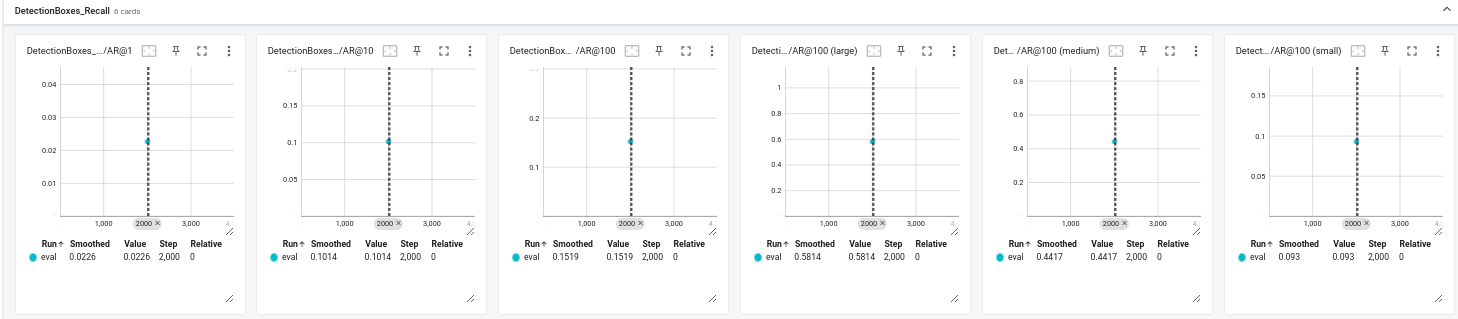 DetectionBoxes_Recall 6 cards
DetectionBoxes_…/AR@1
0.04
0.03
0.02
0.01
1,000 2000 × 3,000 4,
Run↑ Smoothed Value Step Relative
eval 0.0226 0.0226 2,000 0
DetectionBoxes…/AR@10
0.2
0.15
0.1
0.05
1,000 2000 × 3,000 4,
Run↑ Smoothed Value Step Relative
eval 0.1014 0.1014 2,000 0
DetectionBox… /AR@100
0.2
0.1
1,000 2000 × 3,000 4,
Run↑ Smoothed Value Step Relative
eval 0.1519 0.1519 2,000 0
Detecti…/AR@100 (large)
1
0.8
0.6
0.4
0.2
1,000 2000 × 3,000 4,
Run↑ Smoothed Value Step Relative
eval 0.5814 0.5814 2,000 0
Det… /AR@100 (medium)
0.8
0.6
0.4
0.2
1,000 2000 × 3,000 4,
Run↑ Smoothed Value Step Relative
eval 0.4417 0.4417 2,000 0
Detect… /AR@100 (small)
0.15
0.1
0.05
1,000 2000 × 3,000 4,
Run↑ Smoothed Value Step Relative
eval 0.093 0.093 2,000 0